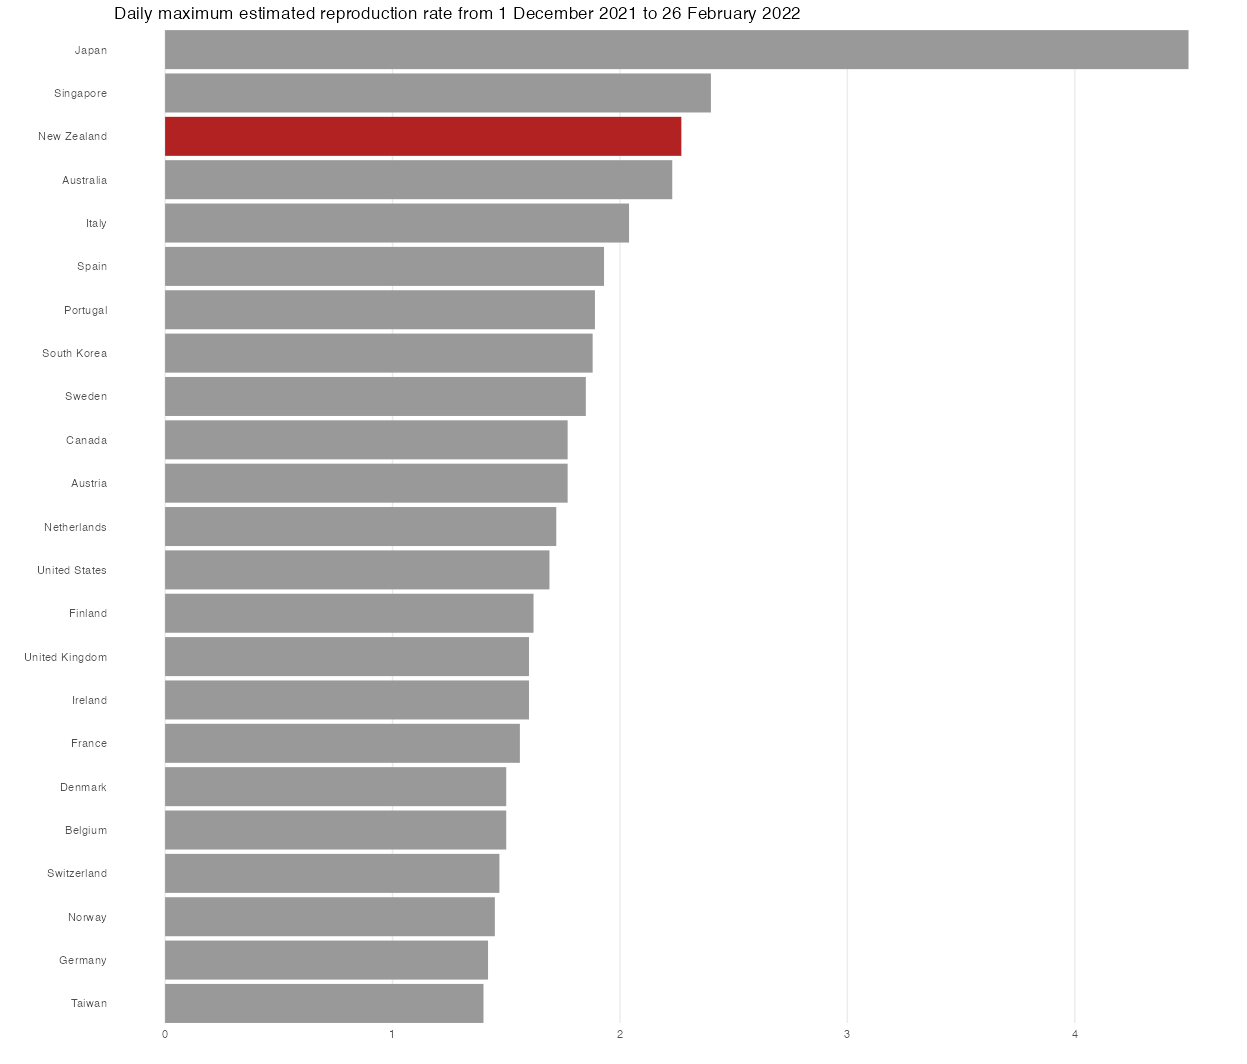 Daily maximum estimated reproduction rate from 1 December 2021 to 26 February 2022
Japan
Singapore
New Zealand
Australia
Italy
Spain
Portugal
South Korea
Sweden
Canada
Austria
Netherlands
United States
Finland
United Kingdom
Ireland
France
Denmark
Belgium
Switzerland
Norway
Germany
Taiwan
0 1 2 3 4